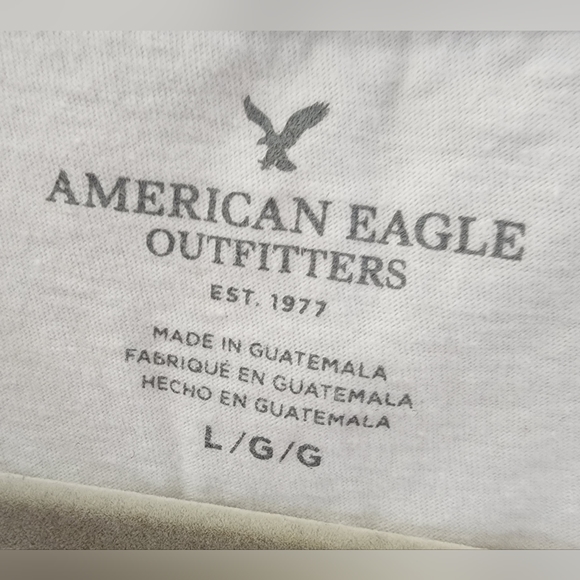 AMERICAN EAGLE
OUTFITTERS
EST. 1977
MADE IN GUATEMALA
FABRIQUÉ EN GUATEMALA
HECHO EN GUATEMALA
L/G/G